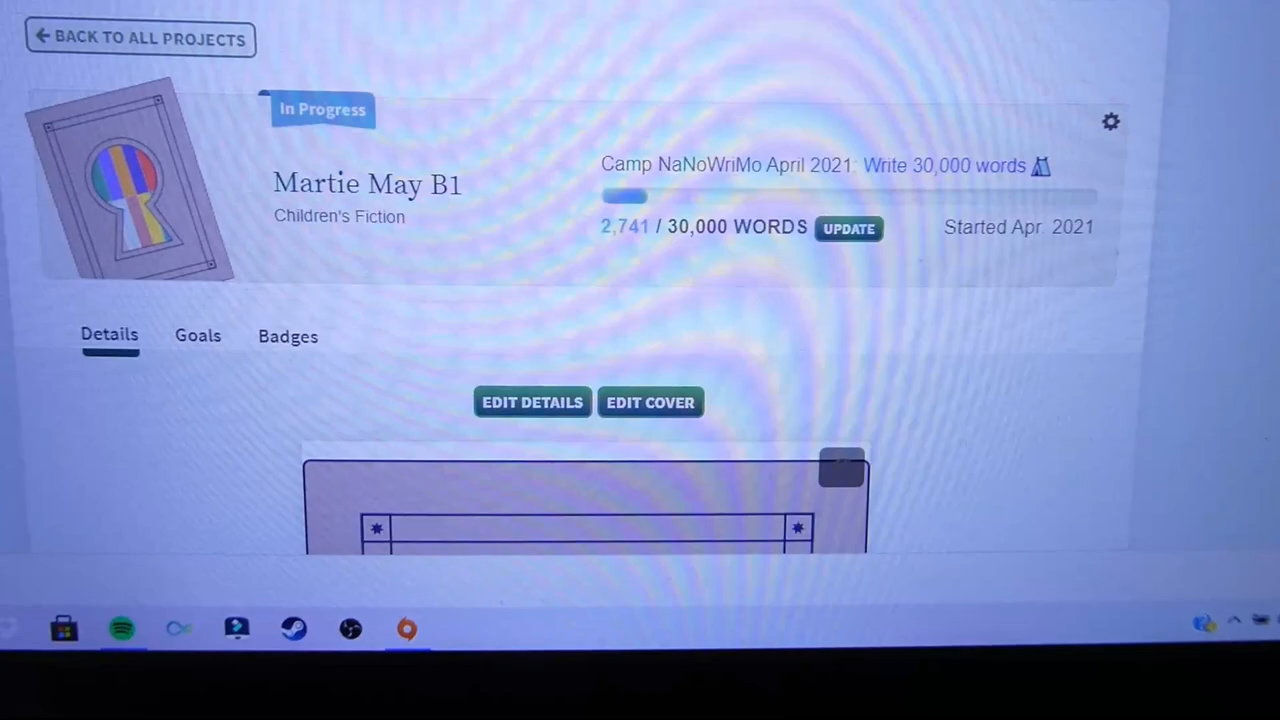 BACK TO ALL PROJECTS
In Progress
Martie May B1
Children's Fiction
Camp NaNoWriMo April 2021: Write 30,000 words
2,741 / 30,000 WORDS UPDATE
Started Apr. 2021
Details Goals Badges
EDIT DETAILS EDIT COVER